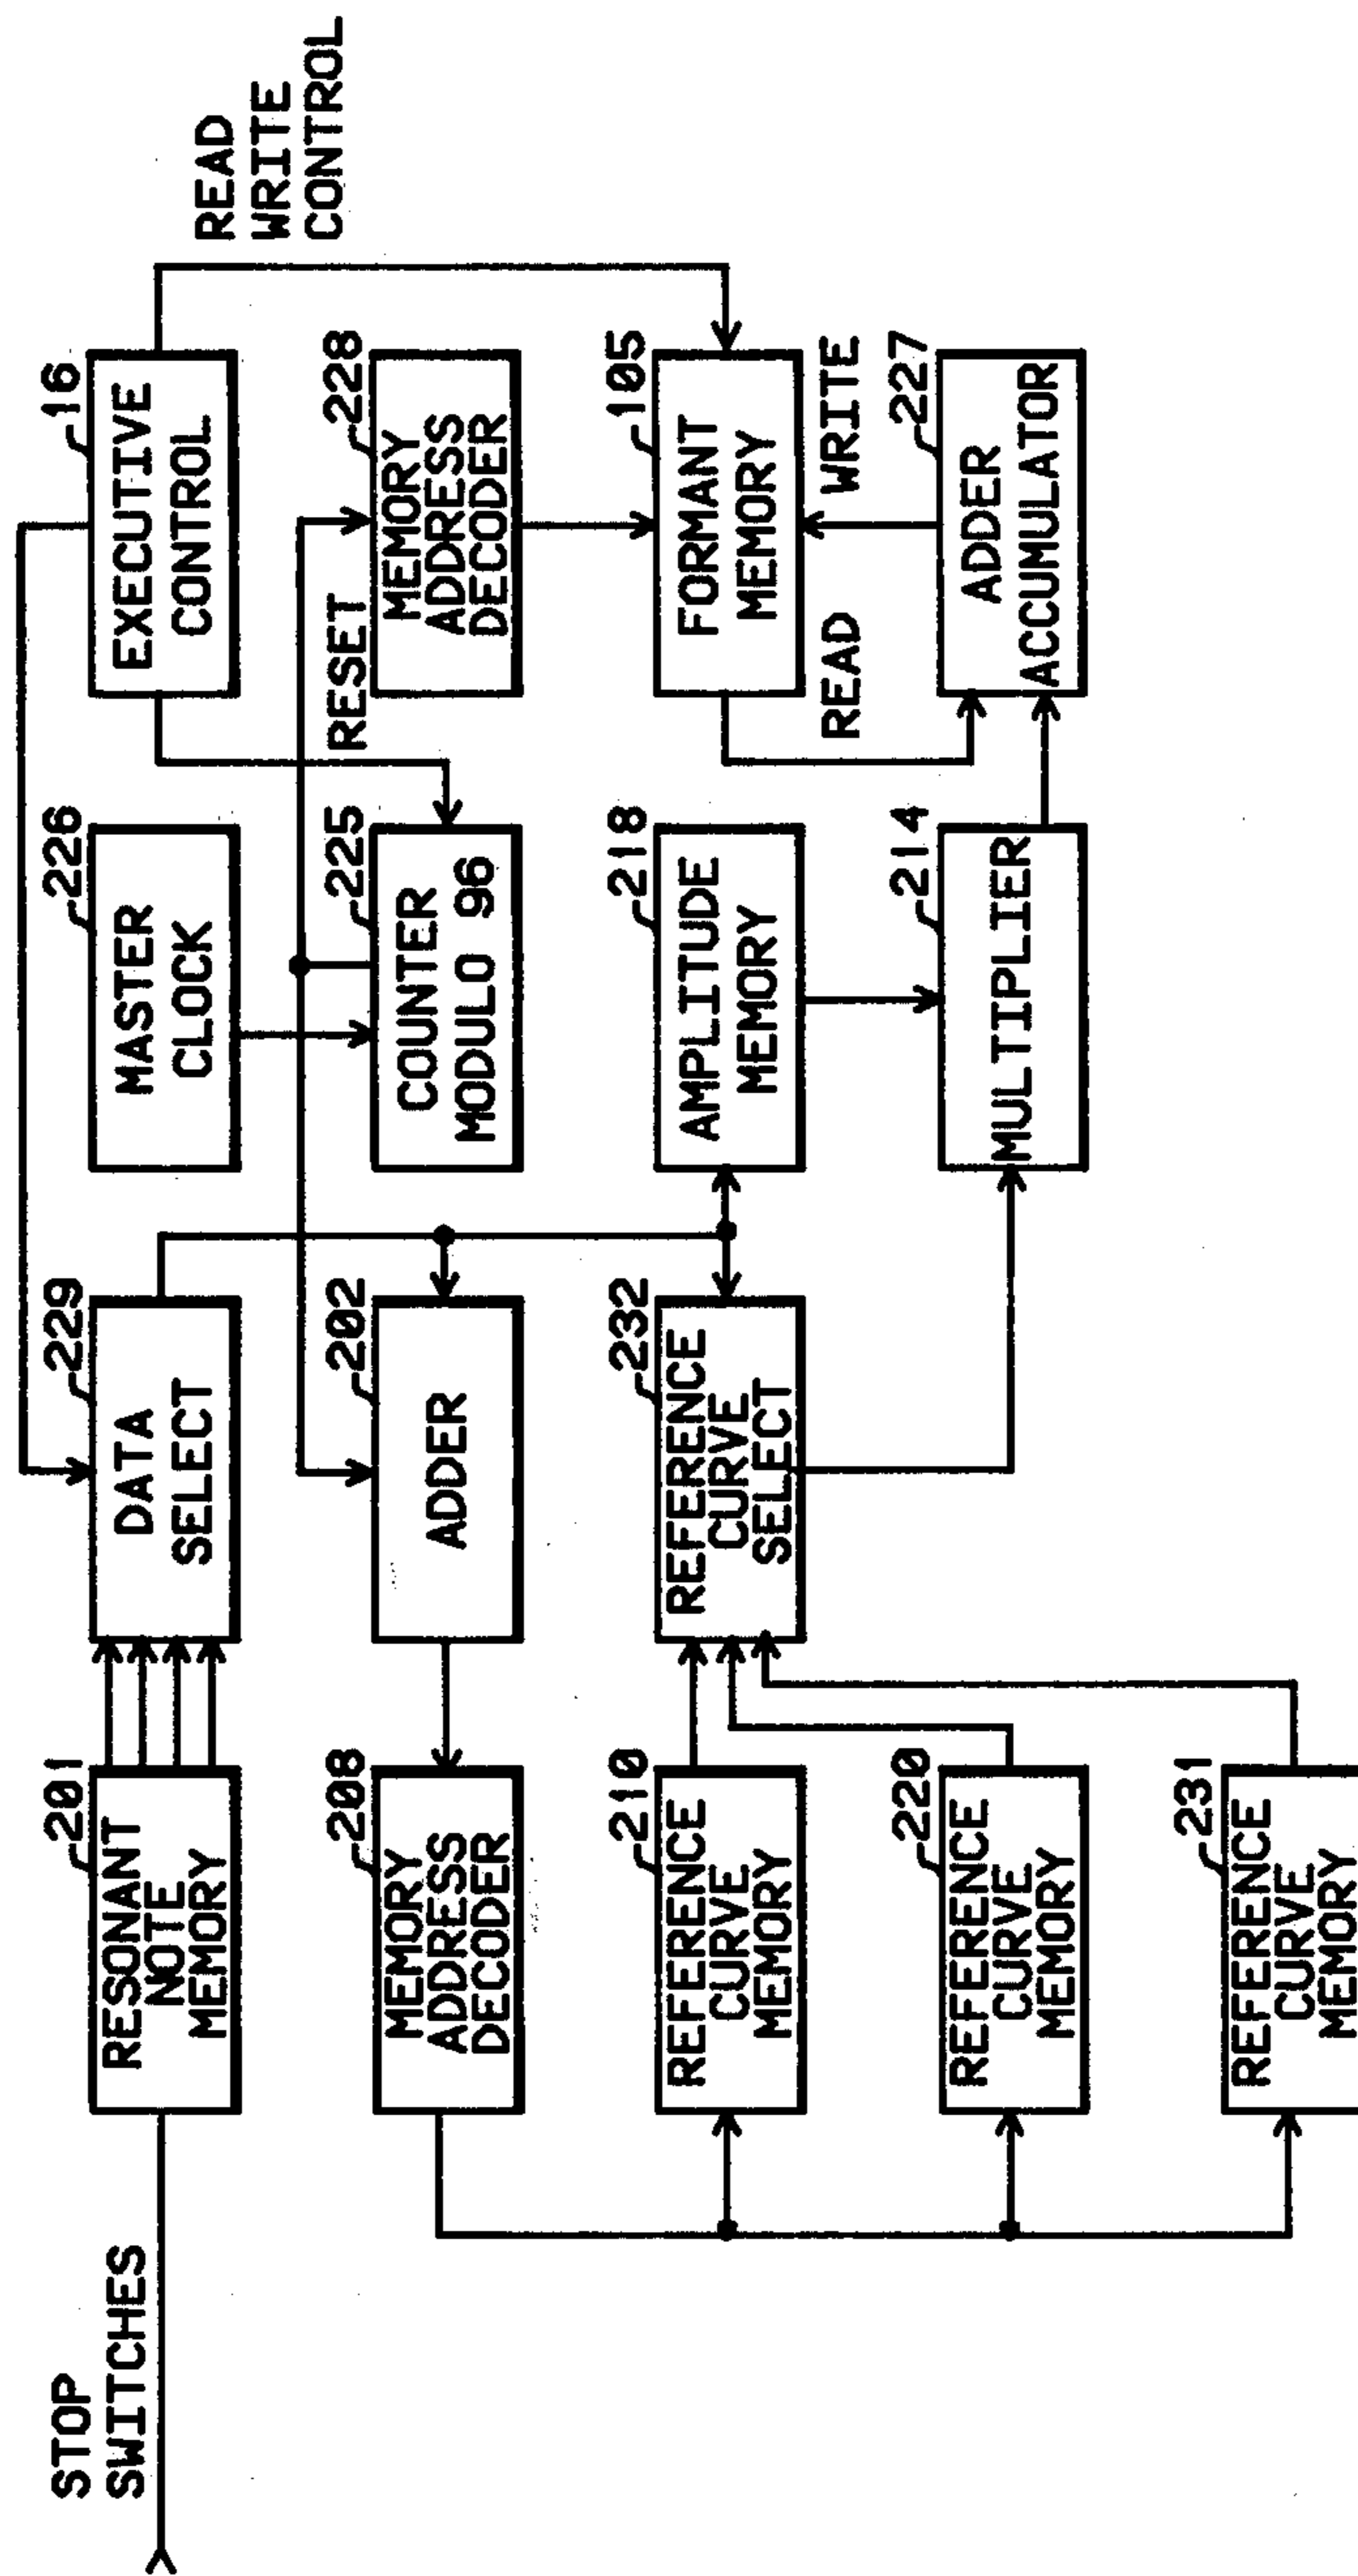 STOP
SWITCHES
201
RESONANT
NOTE
MEMORY
229
DATA
SELECT
226
MASTER
CLOCK
16
EXECUTIVE
CONTROL
READ
WRITE
CONTROL
208
MEMORY
ADDRESS
DECODER
202
ADDER
225
COUNTER
MODULO 96
RESET
228
MEMORY
ADDRESS
DECODER
210
REFERENCE
CURVE
MEMORY
232
REFERENCE
CURVE
SELECT
218
AMPLITUDE
MEMORY
105
FORMANT
MEMORY
READ
WRITE
220
REFERENCE
CURVE
MEMORY
214
MULTIPLIER
227
ADDER
ACCUMULATOR
231
REFERENCE
CURVE
MEMORY